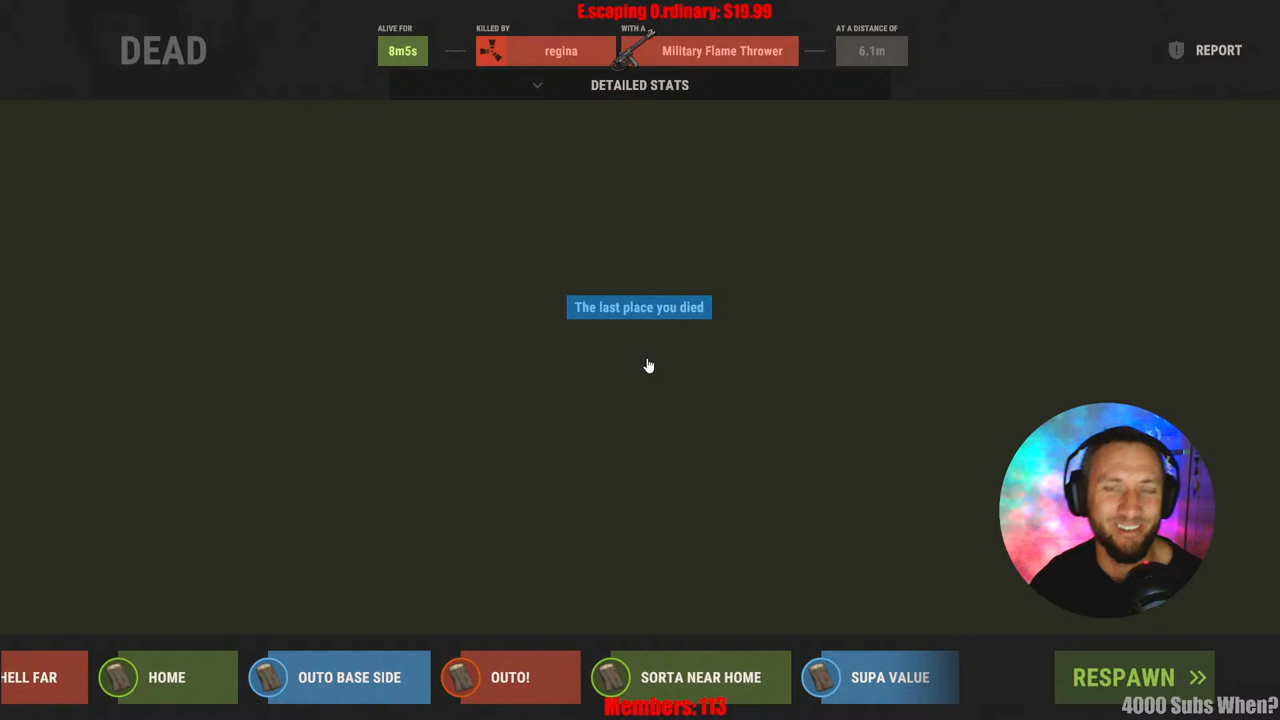 E.scaping O.rdinary: $19.99
DEAD
ALIVE FOR
8m5s
KILLED BY
regina
WITH A
Military Flame Thrower
AT A DISTANCE OF
6.1m
REPORT
DETAILED STATS
The last place you died
HELL FAR
HOME
OUTO BASE SIDE
OUTO!
SORTA NEAR HOME
SUPA VALUE
RESPAWN
Members: 113
4000 Subs When?